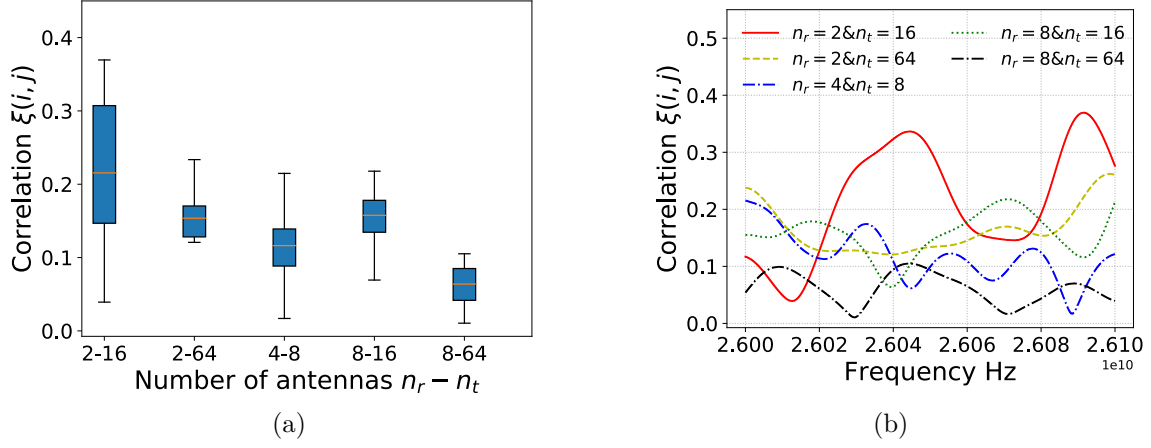 0.4
0.3
0.2
0.1
0.0
Correlation ξ(i, j)
2-16 2-64 4-8 8-16 8-64
Number of antennas n_r − n_t
(a)
0.5
0.4
0.3
0.2
0.1
0.0
Correlation ξ(i, j)
n_r = 2&n_t = 16
n_r = 2&n_t = 64
n_r = 4&n_t = 8
n_r = 8&n_t = 16
n_r = 8&n_t = 64
2.600 2.602 2.604 2.606 2.608 2.610
1e10
Frequency Hz
(b)